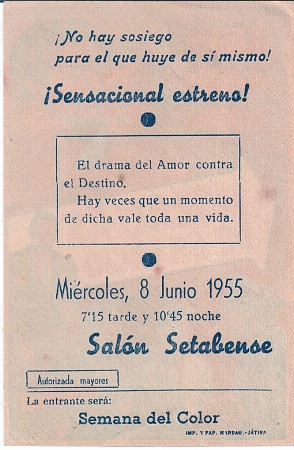 ¡No hay sosiego
para el que huye de sí mismo!
¡Sensacional estreno!
El drama del Amor contra
el Destino.
Hay veces que un momento
de dicha vale toda una vida.
Miércoles, 8 Junio 1955
7'15 tarde y 10'45 noche
Salón Setabense
Autorizada mayores
La entrante será:
Semana del Color
IMP. Y PAP. MARBAU.-JÁTIVA